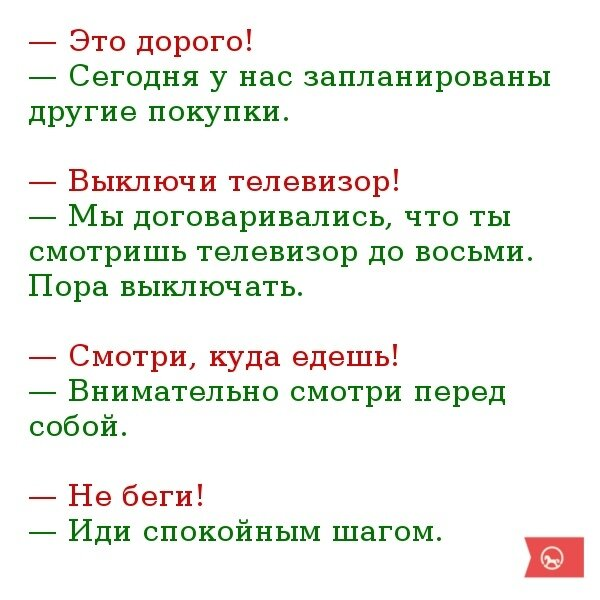 — Это дорого!
— Сегодня у нас запланированы
другие покупки.
— Выключи телевизор!
— Мы договаривались, что ты
смотришь телевизор до восьми.
Пора выключать.
— Смотри, куда едешь!
— Внимательно смотри перед
собой.
— Не беги!
— Иди спокойным шагом.